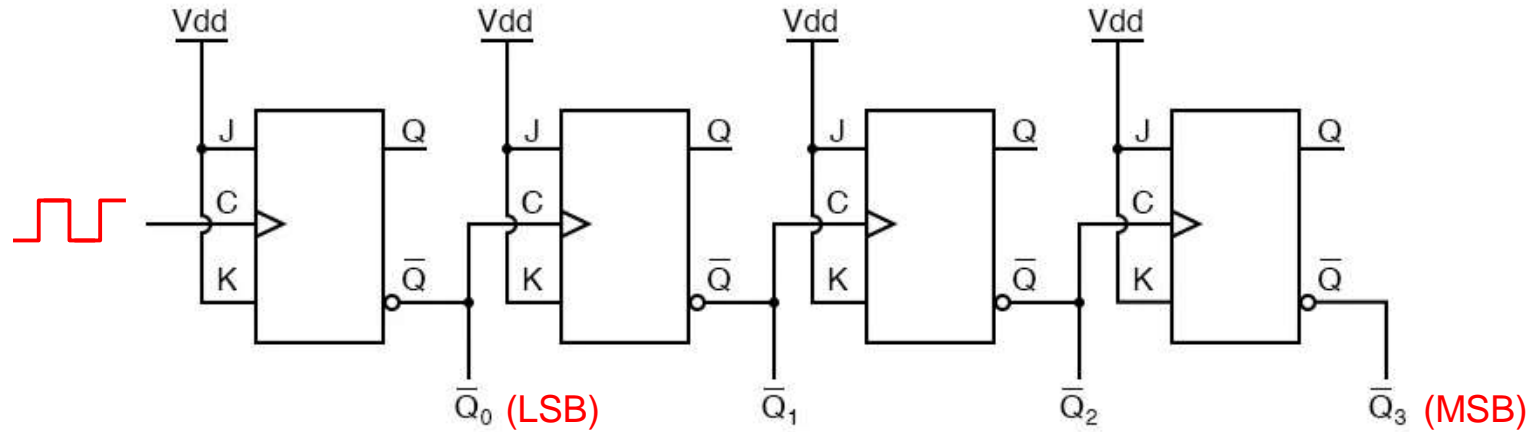 Vdd Vdd Vdd Vdd
J Q J Q J Q J Q
C C C C
K Q̅ K Q̅ K Q̅ K Q̅
Q̅₀ (LSB) Q̅₁ Q̅₂ Q̅₃ (MSB)